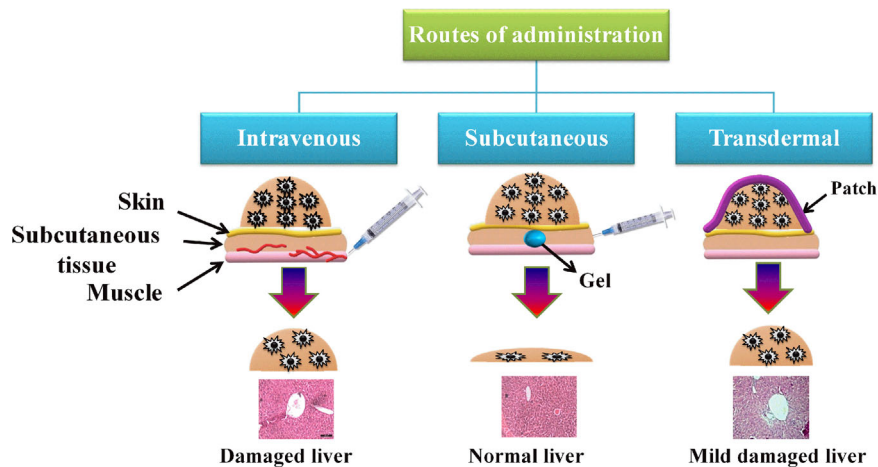 Routes of administration
Intravenous
Subcutaneous
Transdermal
Skin
Subcutaneous
tissue
Muscle
Gel
Patch
Damaged liver
Normal liver
Mild damaged liver